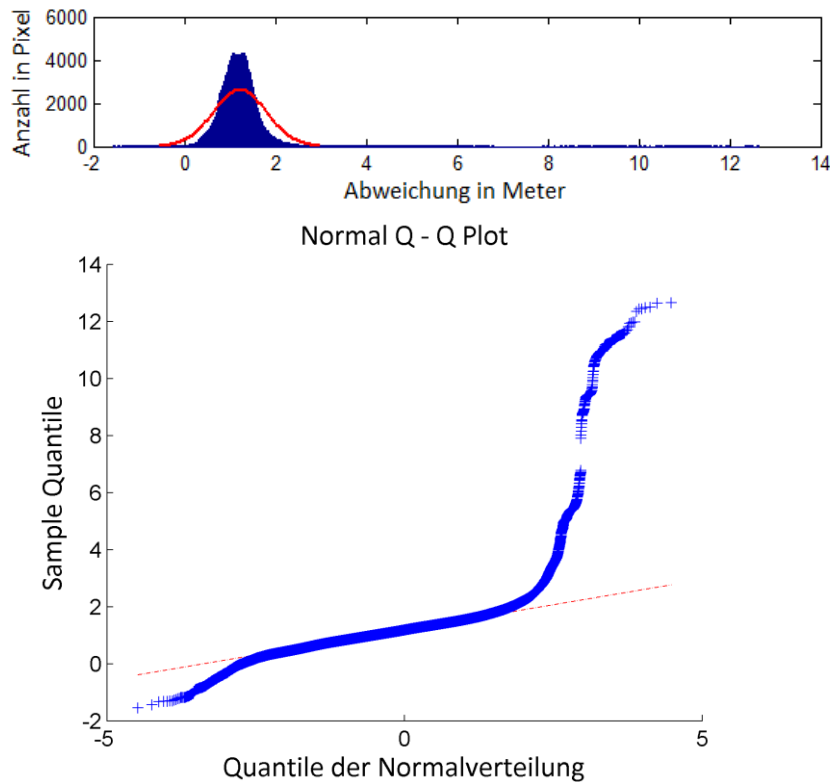 Anzahl in Pixel
6000
4000
2000
0
-2 0 2 4 6 8 10 12 14
Abweichung in Meter
Normal Q - Q Plot
Sample Quantile
14
12
10
8
6
4
2
0
-2
-5 0 5
Quantile der Normalverteilung